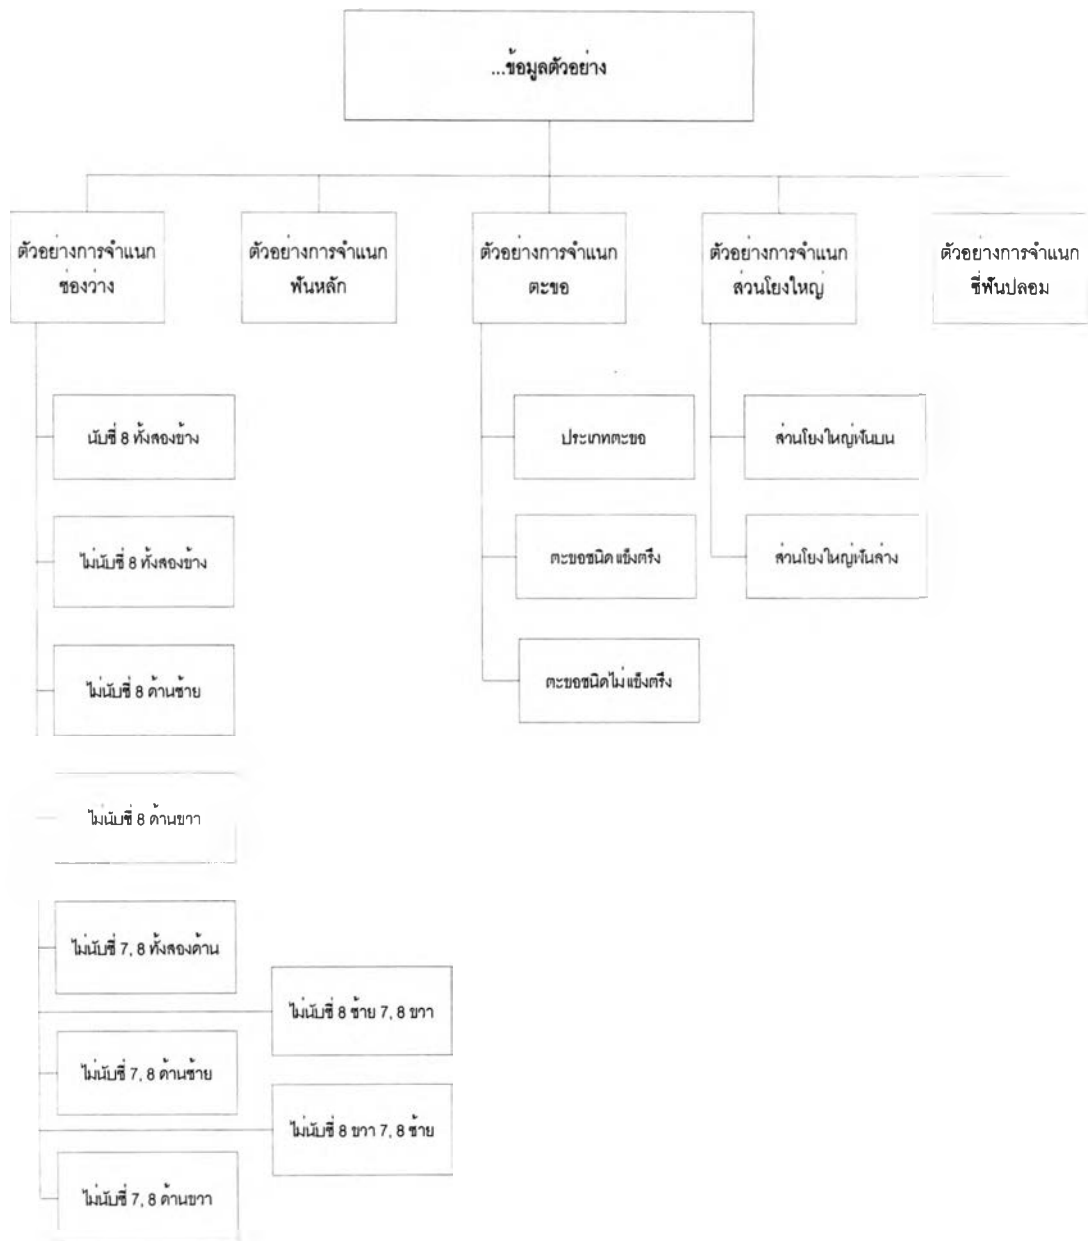 ...ข้อมูลตัวอย่าง
ตัวอย่างการจำแนก
ช่องว่าง
ตัวอย่างการจำแนก
ฟันหลัก
ตัวอย่างการจำแนก
ตะขอ
ตัวอย่างการจำแนก
ส่วนโยงใหญ่
ตัวอย่างการจำแนก
ซี่ฟันปลอม
นับซี่ 8 ทั้งสองข้าง
ไม่นับซี่ 8 ทั้งสองข้าง
ไม่นับซี่ 8 ด้านซ้าย
ไม่นับซี่ 8 ด้านขวา
ไม่นับซี่ 7, 8 ทั้งสองด้าน
ไม่นับซี่ 8 ซ้าย 7, 8 ขวา
ไม่นับซี่ 7, 8 ด้านซ้าย
ไม่นับซี่ 8 ขวา 7, 8 ซ้าย
ไม่นับซี่ 7, 8 ด้านขวา
ประเภทตะขอ
ตะขอชนิดแข็งตรึง
ตะขอชนิดไม่แข็งตรึง
ส่วนโยงใหญ่ฟันบน
ส่วนโยงใหญ่ฟันล่าง